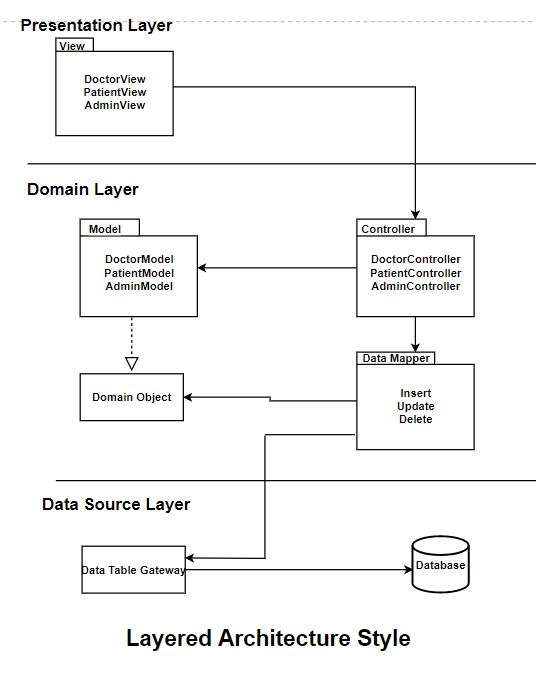 Presentation Layer
View
DoctorView
PatientView
AdminView
Domain Layer
Model
DoctorModel
PatientModel
AdminModel
Controller
DoctorController
PatientController
AdminController
Domain Object
Data Mapper
Insert
Update
Delete
Data Source Layer
Data Table Gateway
Database
Layered Architecture Style